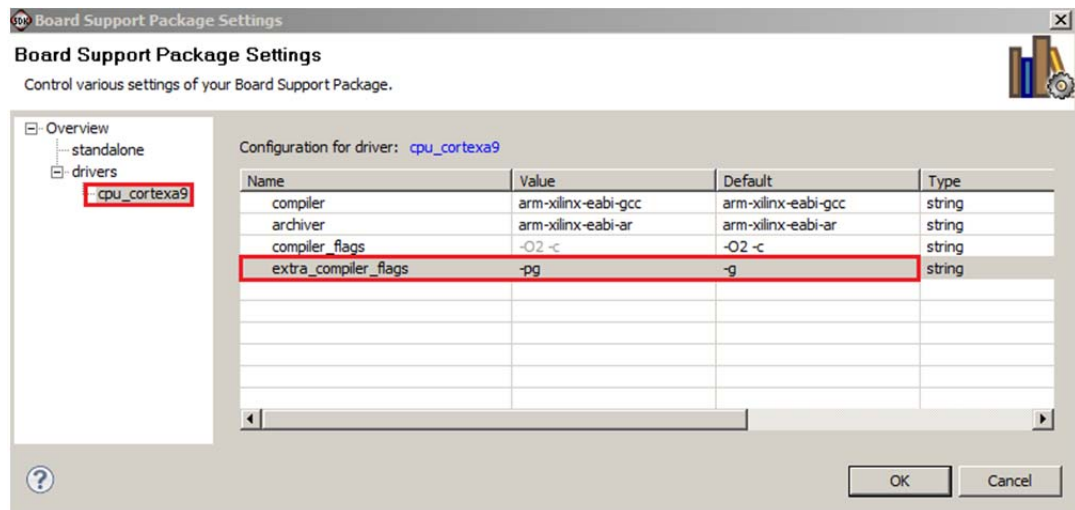 SDK Board Support Package Settings
Board Support Package Settings
Control various settings of your Board Support Package.
Overview
standalone
drivers
cpu_cortexa9
Configuration for driver: cpu_cortexa9
Name Value Default Type
compiler arm-xilinx-eabi-gcc arm-xilinx-eabi-gcc string
archiver arm-xilinx-eabi-ar arm-xilinx-eabi-ar string
compiler_flags -O2 -c -O2 -c string
extra_compiler_flags -pg -g string
?
OK Cancel